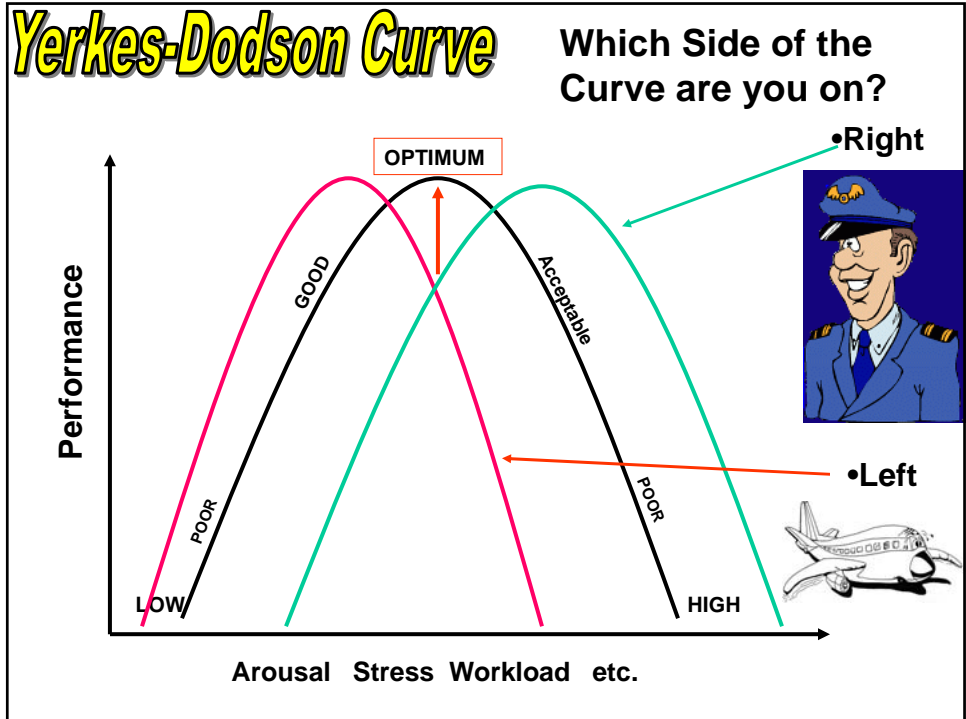 Yerkes-Dodson Curve
Which Side of the
Curve are you on?
•Right
OPTIMUM
GOOD
Acceptable
Performance
•Left
POOR
POOR
LOW
HIGH
Arousal Stress Workload etc.